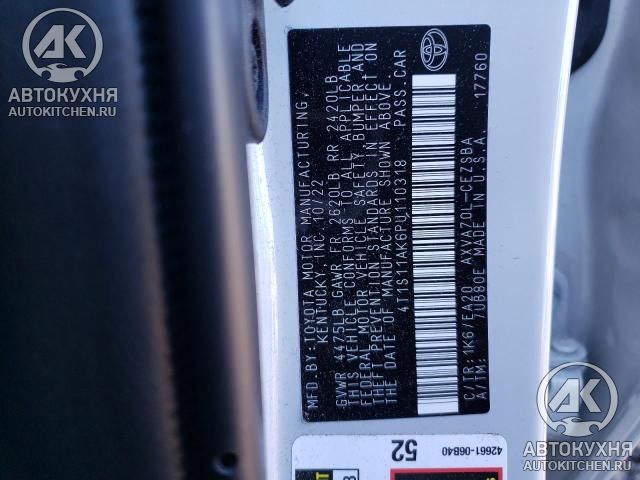 AK
АВТОКУХНЯ
AUTOKITCHEN.RU
MFD.BY:TOYOTA MOTOR MANUFACTURING,
KENTUCKY, INC. 10/22
GVWR 4475LB GAWR FR 2620LB RR 2420LB
THIS VEHICLE CONFORMS TO ALL APPLICABLE
FEDERAL MOTOR VEHICLE SAFETY, BUMPER, AND
THEFT PREVENTION STANDARDS IN EFFECT ON
THE DATE OF MANUFACTURE SHOWN ABOVE.
4T1S11AK6PU110318 PASS.CAR
C/TR:1K6/EA20 AXVA70L-CEZSBA
A/TM: /UB80E MADE IN U.S.A. 17760
42661-06B40
52
AK
АВТОКУХНЯ
AUTOKITCHEN.RU